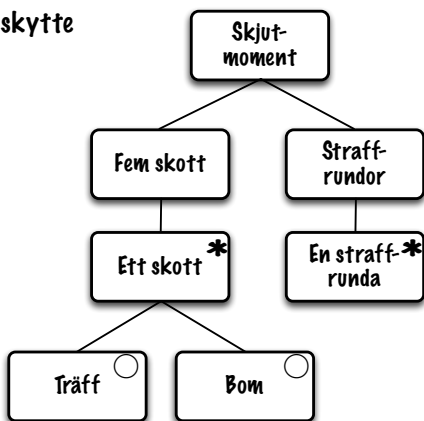 skytte
Skjut-
moment
Fem skott
Straff-
rundor
Ett skott *
En straff- *
runda
Träff
Bom